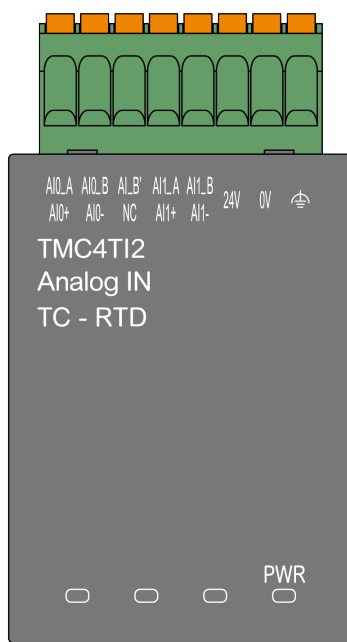 AI0_A AI0_B AI_B' AI1_A AI1_B 24V 0V
AI0+ AI0- NC AI1+ AI1-
TMC4TI2
Analog IN
TC - RTD
PWR